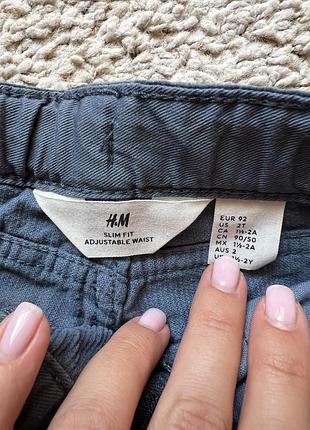 H&M
SLIM FIT
ADJUSTABLE WAIST
EUR 92
US 2T
CA 1½-2A
CN 90/50
MX 1½-2A
AUS 2
1½-2Y